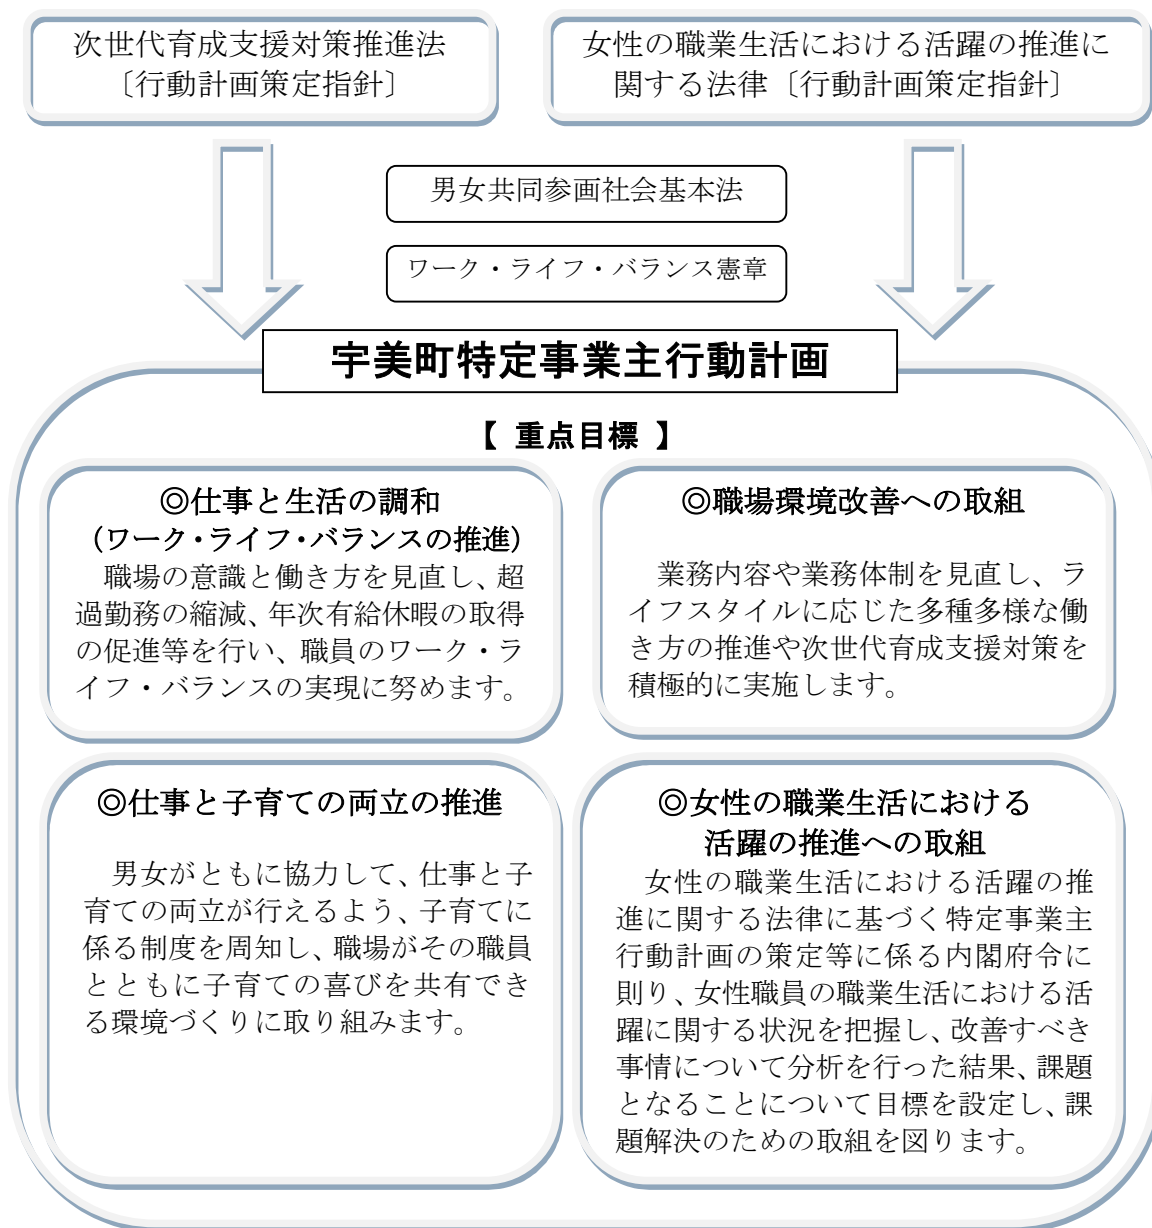 次世代育成支援対策推進法
〔行動計画策定指針〕
女性の職業生活における活躍の推進に
関する法律〔行動計画策定指針〕
男女共同参画社会基本法
ワーク・ライフ・バランス憲章
宇美町特定事業主行動計画
【 重点目標 】
◎仕事と生活の調和
（ワーク・ライフ・バランスの推進）
職場の意識と働き方を見直し、超
過勤務の縮減、年次有給休暇の取得
の促進等を行い、職員のワーク・ラ
イフ・バランスの実現に努めます。
◎職場環境改善への取組
業務内容や業務体制を見直し、ラ
イフスタイルに応じた多種多様な働
き方の推進や次世代育成支援対策を
積極的に実施します。
◎仕事と子育ての両立の推進
男女がともに協力して、仕事と子
育ての両立が行えるよう、子育てに
係る制度を周知し、職場がその職員
とともに子育ての喜びを共有でき
る環境づくりに取り組みます。
◎女性の職業生活における
活躍の推進への取組
女性の職業生活における活躍の推
進に関する法律に基づく特定事業主
行動計画の策定等に係る内閣府令に
則り、女性職員の職業生活における活
躍に関する状況を把握し、改善すべき
事情について分析を行った結果、課題
となることについて目標を設定し、課
題解決のための取組を図ります。